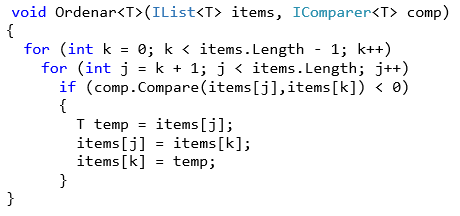 void Ordenar<T>(IList<T> items, IComparer<T> comp)
{
for (int k = 0; k < items.Length - 1; k++)
for (int j = k + 1; j < items.Length; j++)
if (comp.Compare(items[j],items[k]) < 0)
{
T temp = items[j];
items[j] = items[k];
items[k] = temp;
}
}